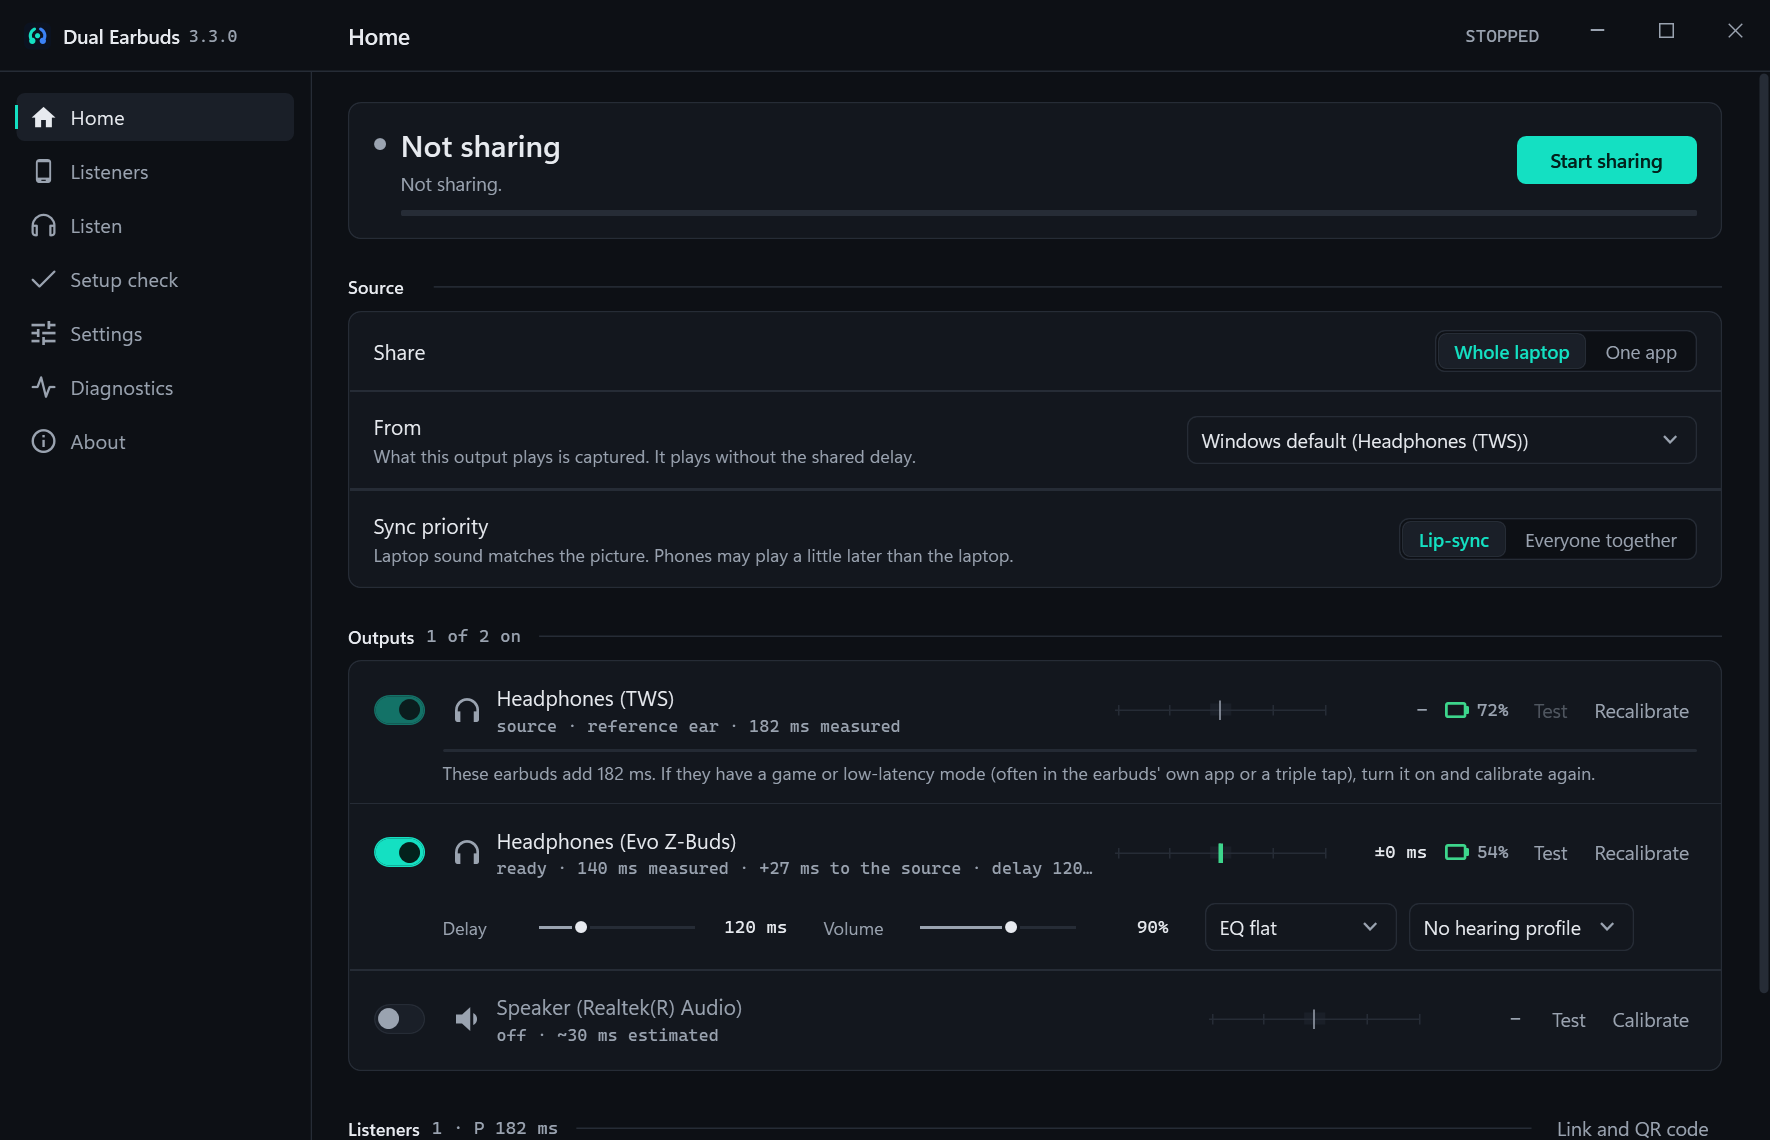 Dual Earbuds 3.3.0
Home
STOPPED
Home
Listeners
Listen
Setup check
Settings
Diagnostics
About
Not sharing
Not sharing.
Start sharing
Source
Share
Whole laptop
One app
From
What this output plays is captured. It plays without the shared delay.
Windows default (Headphones (TWS))
Sync priority
Laptop sound matches the picture. Phones may play a little later than the laptop.
Lip-sync
Everyone together
Outputs 1 of 2 on
Headphones (TWS)
source · reference ear · 182 ms measured
– 72% Test Recalibrate
These earbuds add 182 ms. If they have a game or low-latency mode (often in the earbuds' own app or a triple tap), turn it on and calibrate again.
Headphones (Evo Z-Buds)
ready · 140 ms measured · +27 ms to the source · delay 120…
±0 ms 54% Test Recalibrate
Delay 120 ms Volume 90% EQ flat No hearing profile
Speaker (Realtek(R) Audio)
off · ~30 ms estimated
– Test Calibrate
Listeners 1 · P 182 ms
Link and QR code